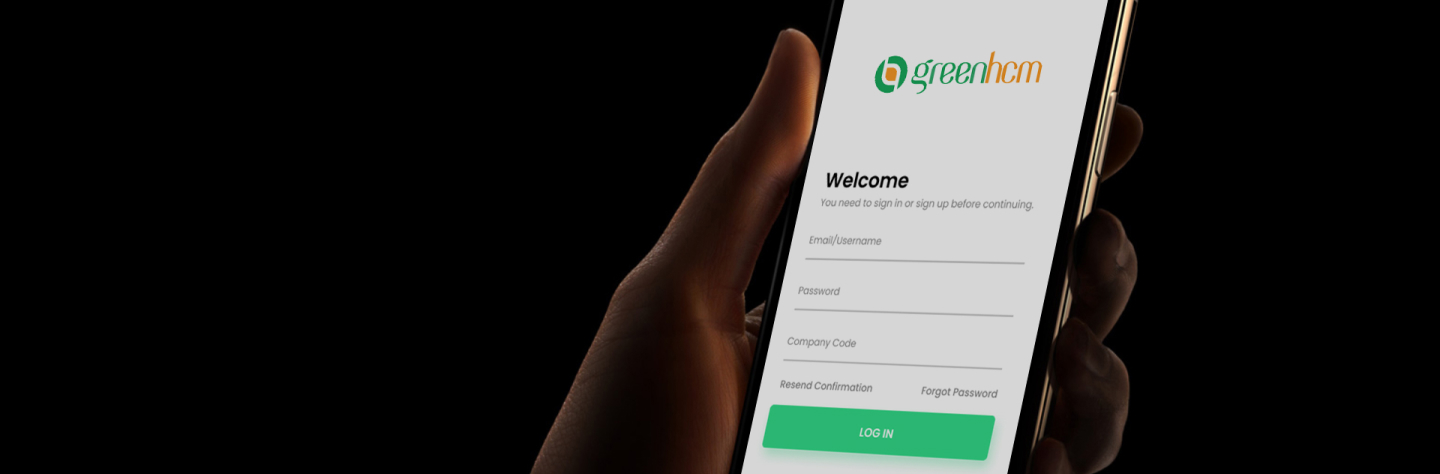 greenhcm
Welcome
You need to sign in or sign up before continuing.
Email/Username
Password
Company Code
Resend Confirmation Forgot Password
LOG IN